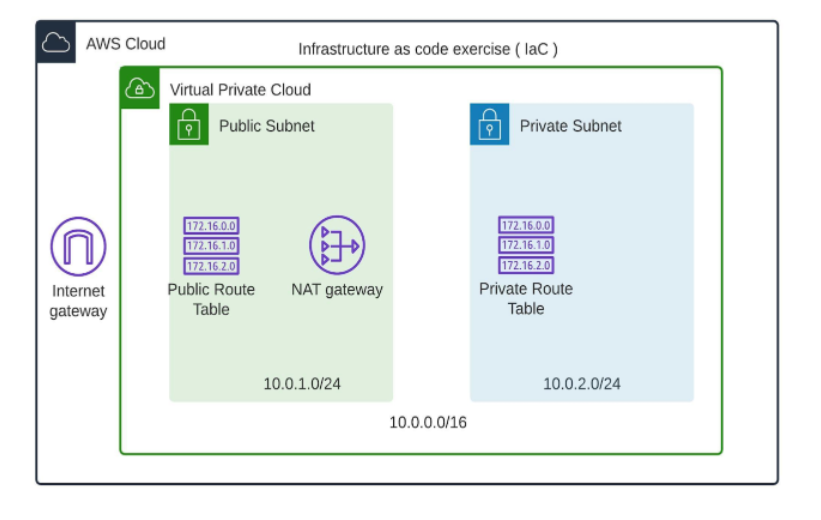 AWS Cloud
Infrastructure as code exercise ( IaC )
Virtual Private Cloud
Public Subnet
Private Subnet
172.16.0.0
172.16.1.0
172.16.2.0
172.16.0.0
172.16.1.0
172.16.2.0
Internet
gateway
Public Route
Table
NAT gateway
Private Route
Table
10.0.1.0/24
10.0.2.0/24
10.0.0.0/16